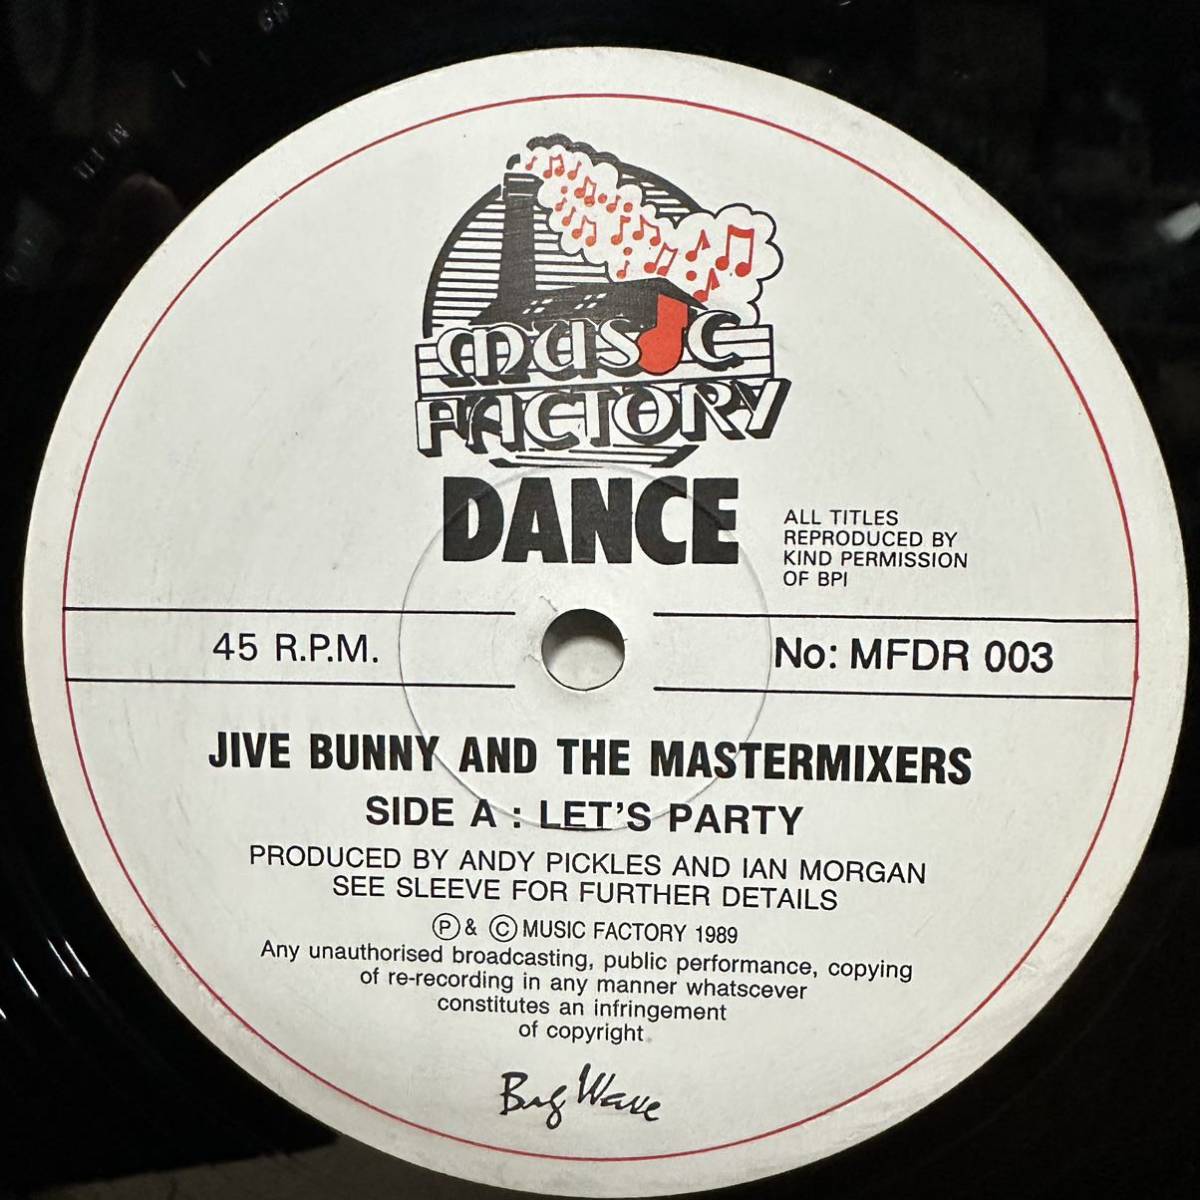 MUSIC
FACTORY
DANCE
ALL TITLES
REPRODUCED BY
KIND PERMISSION
OF BPI
45 R.P.M.
No: MFDR 003
JIVE BUNNY AND THE MASTERMIXERS
SIDE A : LET'S PARTY
PRODUCED BY ANDY PICKLES AND IAN MORGAN
SEE SLEEVE FOR FURTHER DETAILS
Ⓟ & © MUSIC FACTORY 1989
Any unauthorised broadcasting, public performance, copying
of re-recording in any manner whatscever
constitutes an infringement
of copyright.
Big Wave